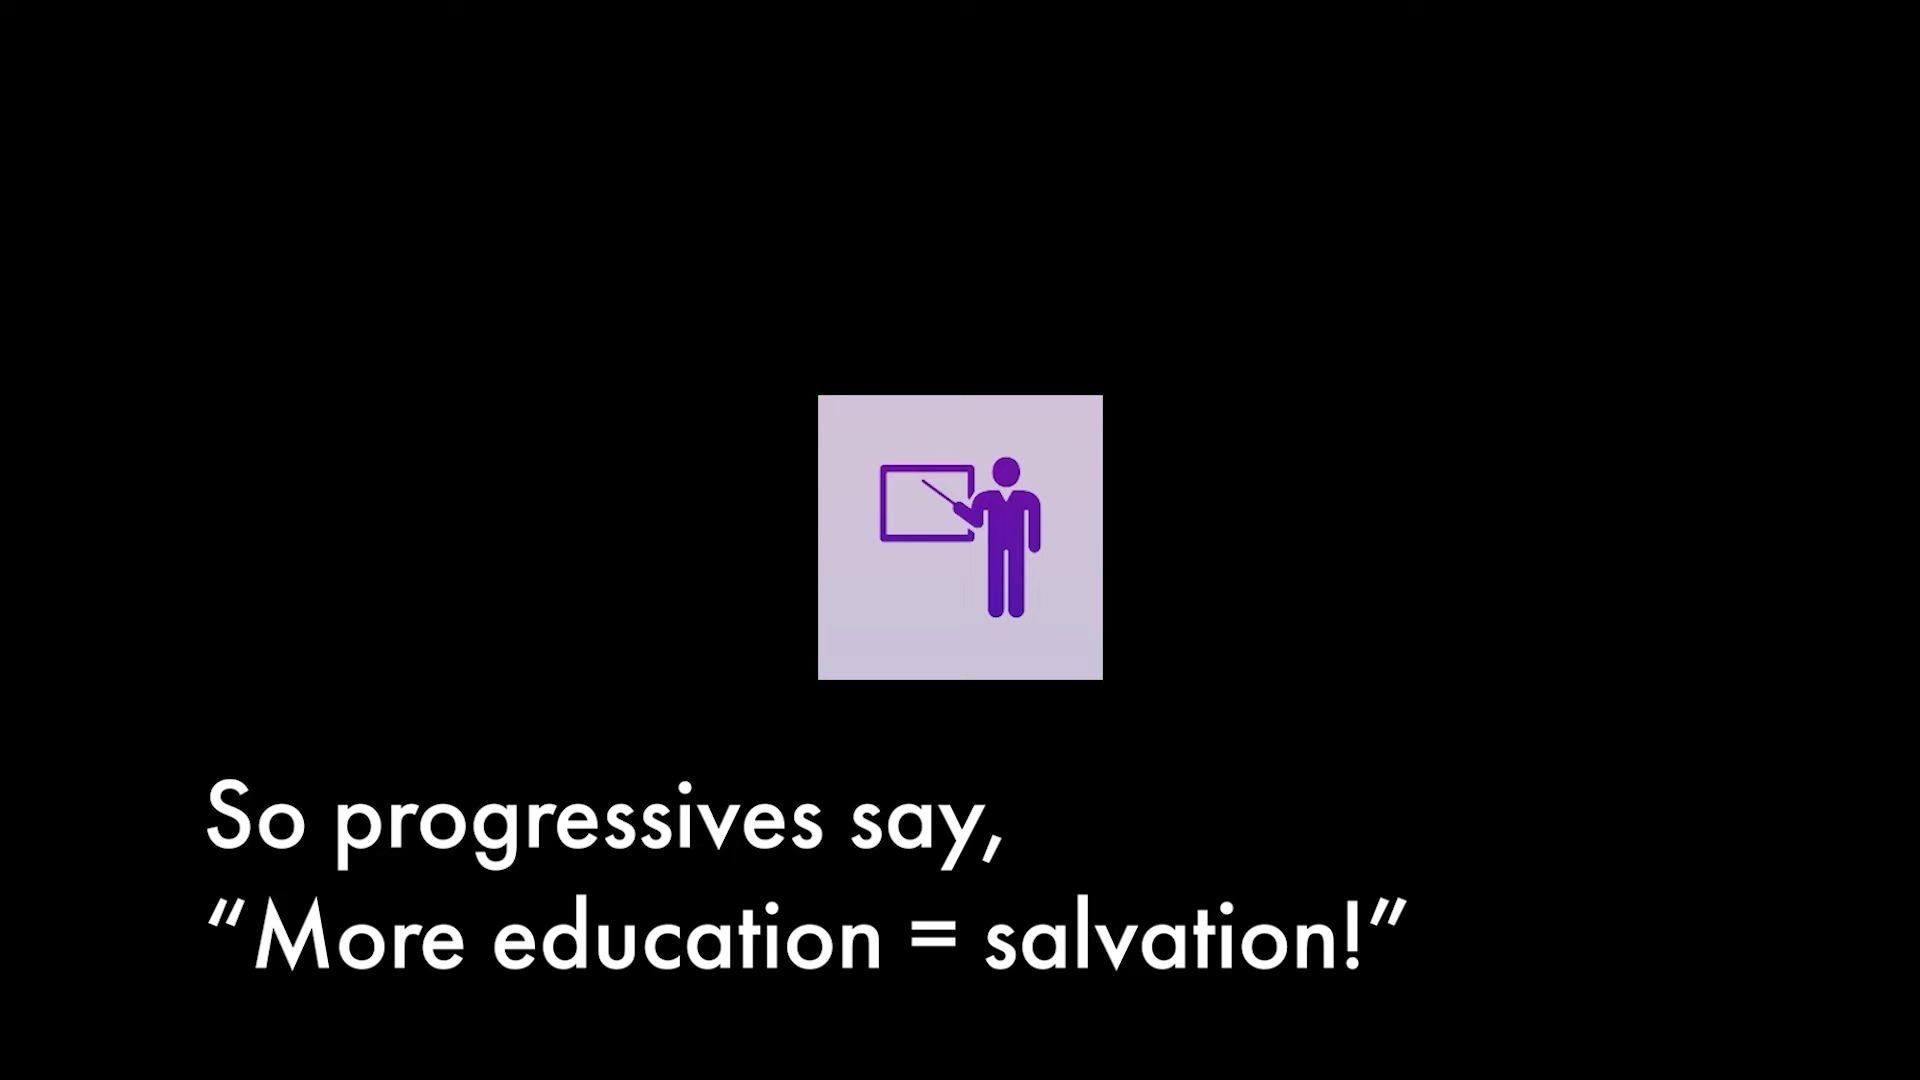 So progressives say,
“More education = salvation!”